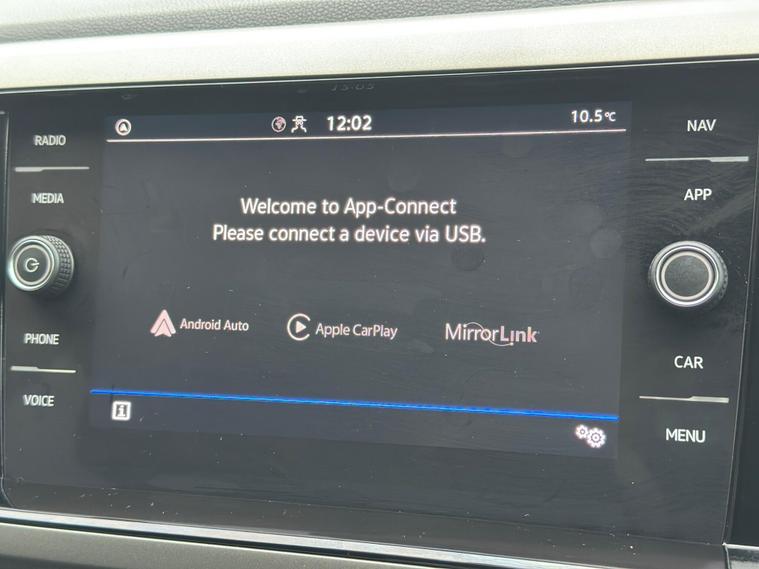 RADIO
MEDIA
PHONE
VOICE
12:02
10.5°C
Welcome to App-Connect
Please connect a device via USB.
Android Auto
Apple CarPlay
MirrorLink
i
NAV
APP
CAR
MENU